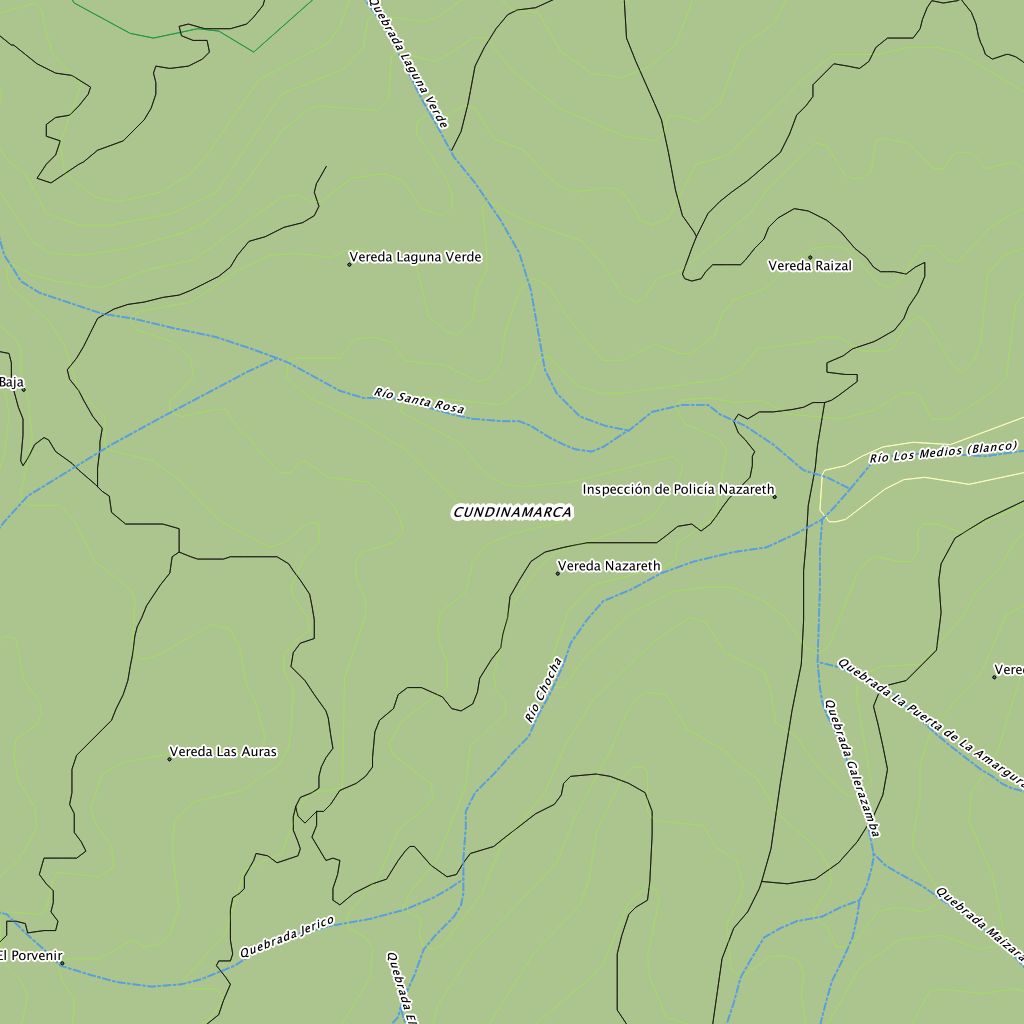 Quebrada Laguna Verde
Vereda Laguna Verde
Vereda Raizal
Baja
Río Santa Rosa
Río Los Medios (Blanco)
Inspección de Policía Nazareth
CUNDINAMARCA
Vereda Nazareth
Río Chocha
Quebrada La Puerta de La Amargura
Quebrada Galerazamba
Vereda Las Auras
Quebrada Jerico
El Porvenir
Quebrada